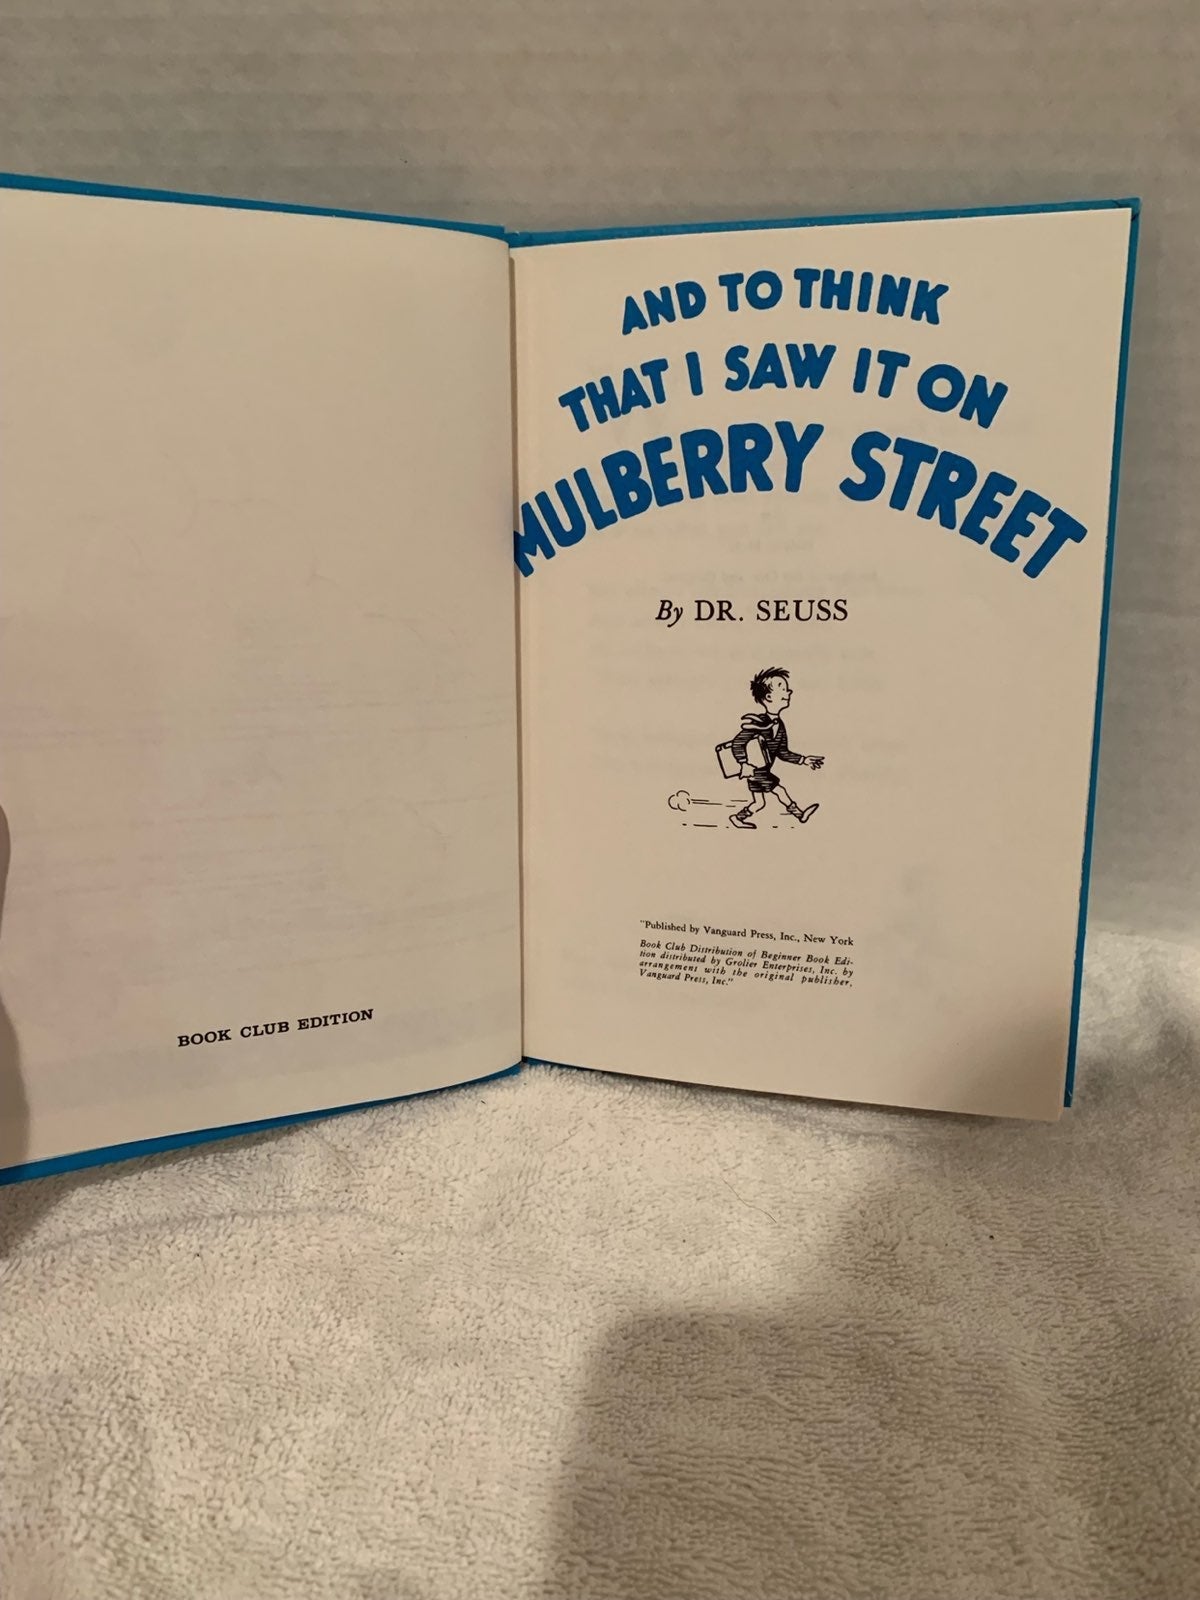 BOOK CLUB EDITION
AND TO THINK
THAT I SAW IT ON
MULBERRY STREET
By DR. SEUSS
"Published by Vanguard Press, Inc., New York
Book Club Distribution of Beginner Book Edi-
tion distributed by Grolier Enterprises, Inc. by
arrangement with the original publisher,
Vanguard Press, Inc."